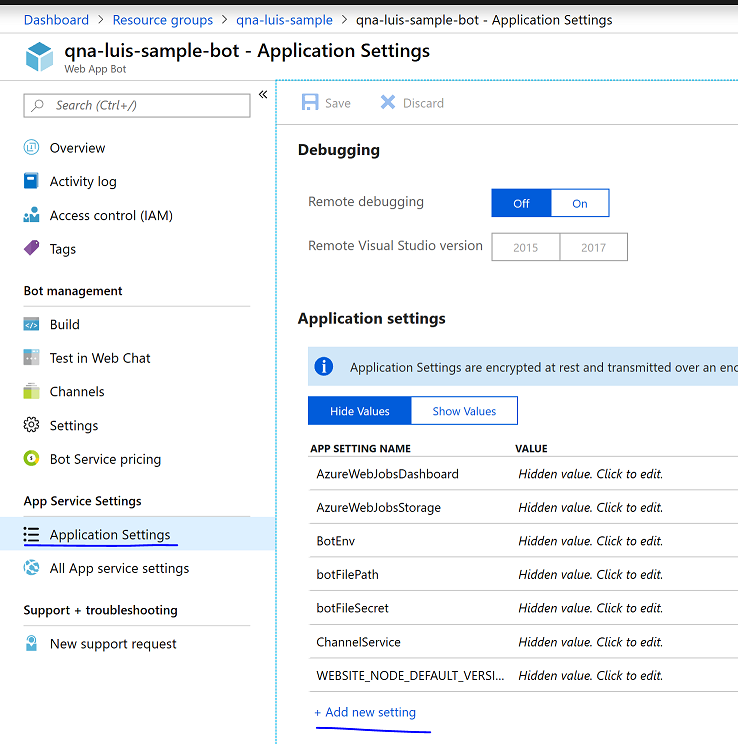 Dashboard > Resource groups > qna-luis-sample > qna-luis-sample-bot - Application Settings
qna-luis-sample-bot - Application Settings
Web App Bot
Search (Ctrl+/)
«
Overview
Activity log
Access control (IAM)
Tags
Bot management
Build
Test in Web Chat
Channels
Settings
Bot Service pricing
App Service Settings
Application Settings
All App service settings
Support + troubleshooting
New support request
Save Discard
Debugging
Remote debugging Off On
Remote Visual Studio version 2015 2017
Application settings
Application Settings are encrypted at rest and transmitted over an enc
Hide Values Show Values
APP SETTING NAME VALUE
AzureWebJobsDashboard Hidden value. Click to edit.
AzureWebJobsStorage Hidden value. Click to edit.
BotEnv Hidden value. Click to edit.
botFilePath Hidden value. Click to edit.
botFileSecret Hidden value. Click to edit.
ChannelService Hidden value. Click to edit.
WEBSITE_NODE_DEFAULT_VERSI... Hidden value. Click to edit.
+ Add new setting